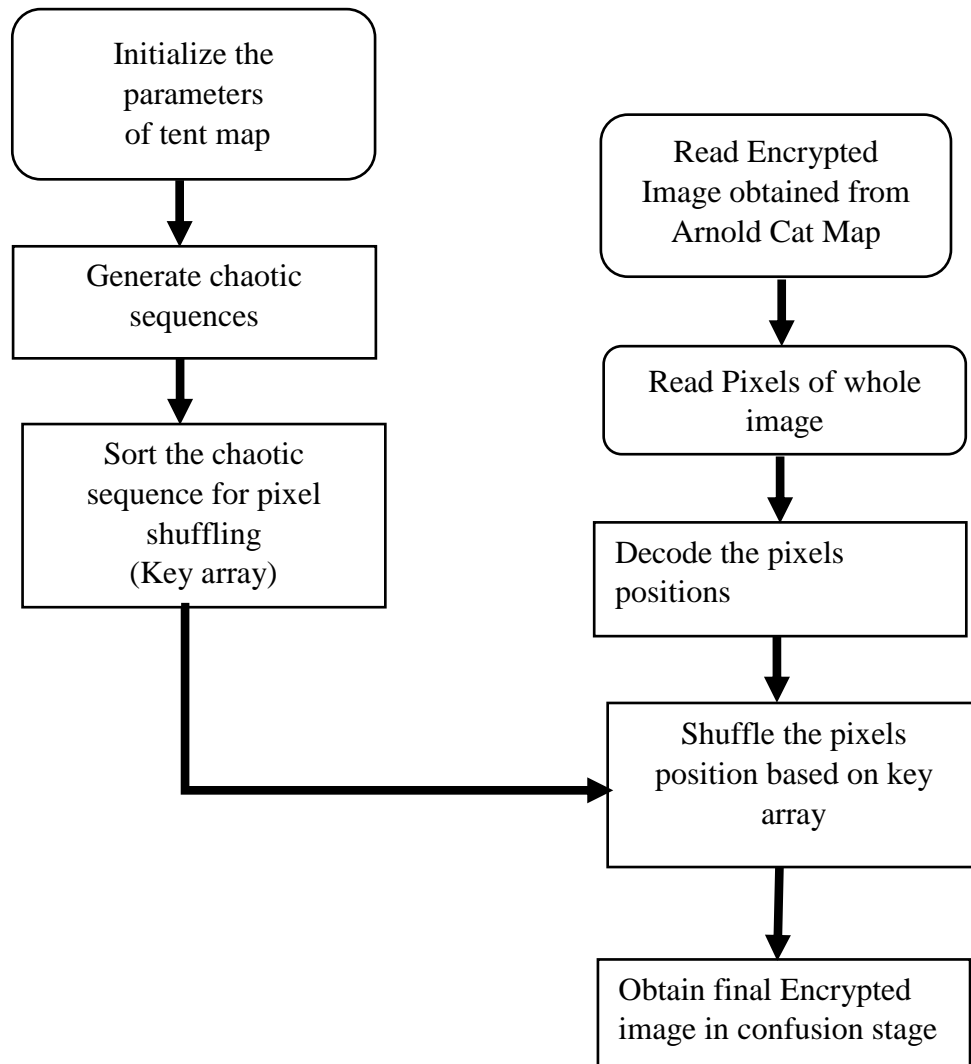 Initialize the
parameters
of tent map
Generate chaotic
sequences
Sort the chaotic
sequence for pixel
shuffling
(Key array)
Read Encrypted
Image obtained from
Arnold Cat Map
Read Pixels of whole
image
Decode the pixels
positions
Shuffle the pixels
position based on key
array
Obtain final Encrypted
image in confusion stage